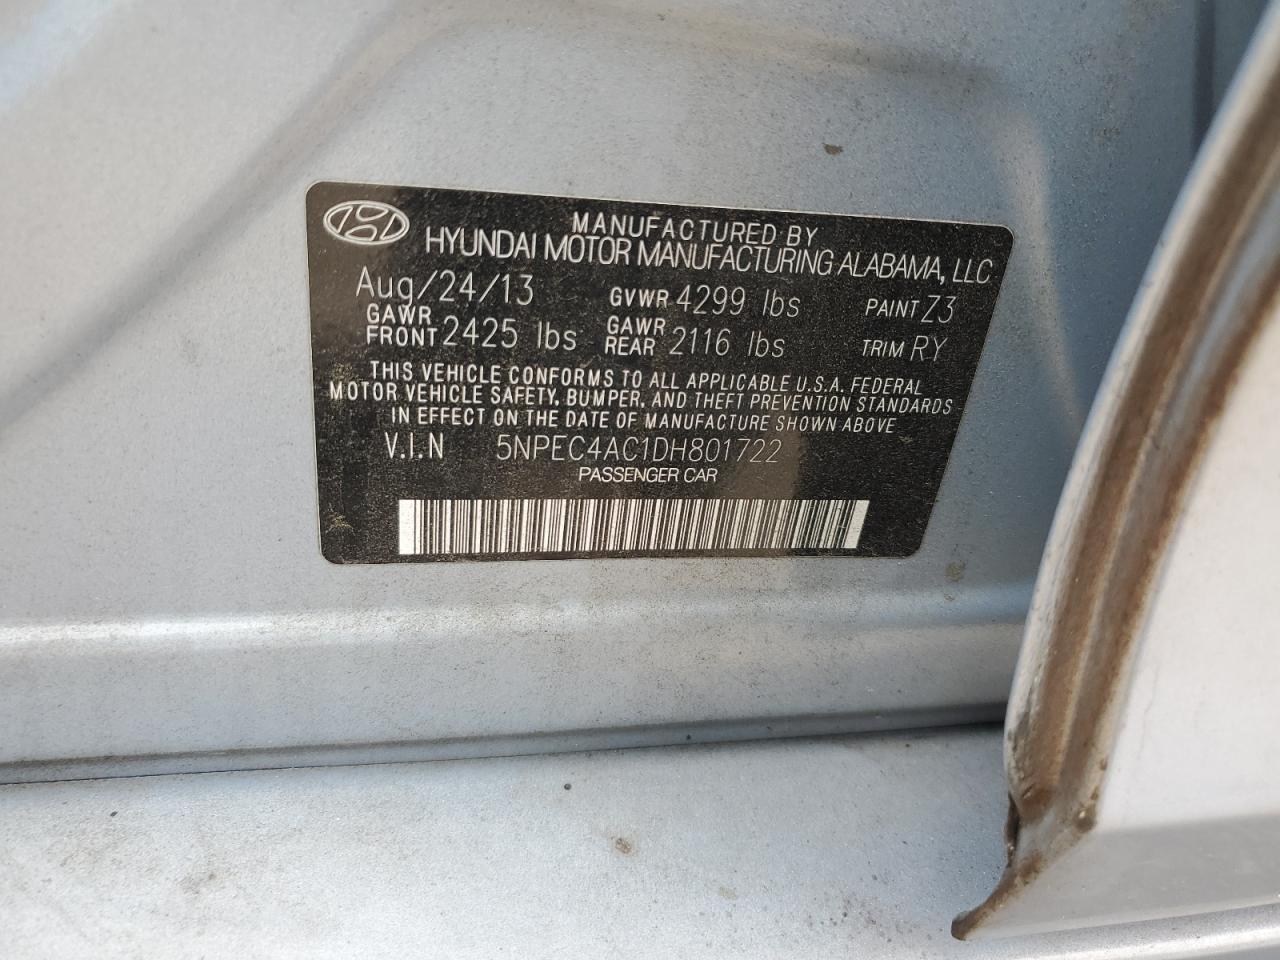 MANUFACTURED BY
HYUNDAI MOTOR MANUFACTURING ALABAMA, LLC
Aug/24/13 GVWR 4299 lbs PAINT Z3
GAWR FRONT 2425 lbs GAWR REAR 2116 lbs TRIM RY
THIS VEHICLE CONFORMS TO ALL APPLICABLE U.S.A. FEDERAL
MOTOR VEHICLE SAFETY, BUMPER, AND THEFT PREVENTION STANDARDS
IN EFFECT ON THE DATE OF MANUFACTURE SHOWN ABOVE
V.I.N 5NPEC4AC1DH801722
PASSENGER CAR